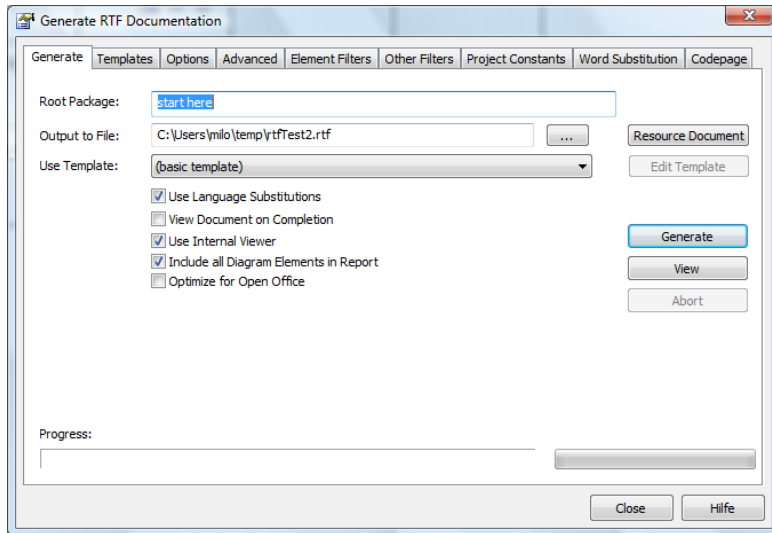 Generate RTF Documentation
Generate Templates Options Advanced Element Filters Other Filters Project Constants Word Substitution Codepage
Root Package: start here
Output to File: C:\Users\milo\temp\rtfTest2.rtf ... Resource Document
Use Template: (basic template) Edit Template
Use Language Substitutions
View Document on Completion
Use Internal Viewer Generate
Include all Diagram Elements in Report View
Optimize for Open Office
Abort
Progress:
Close Hilfe